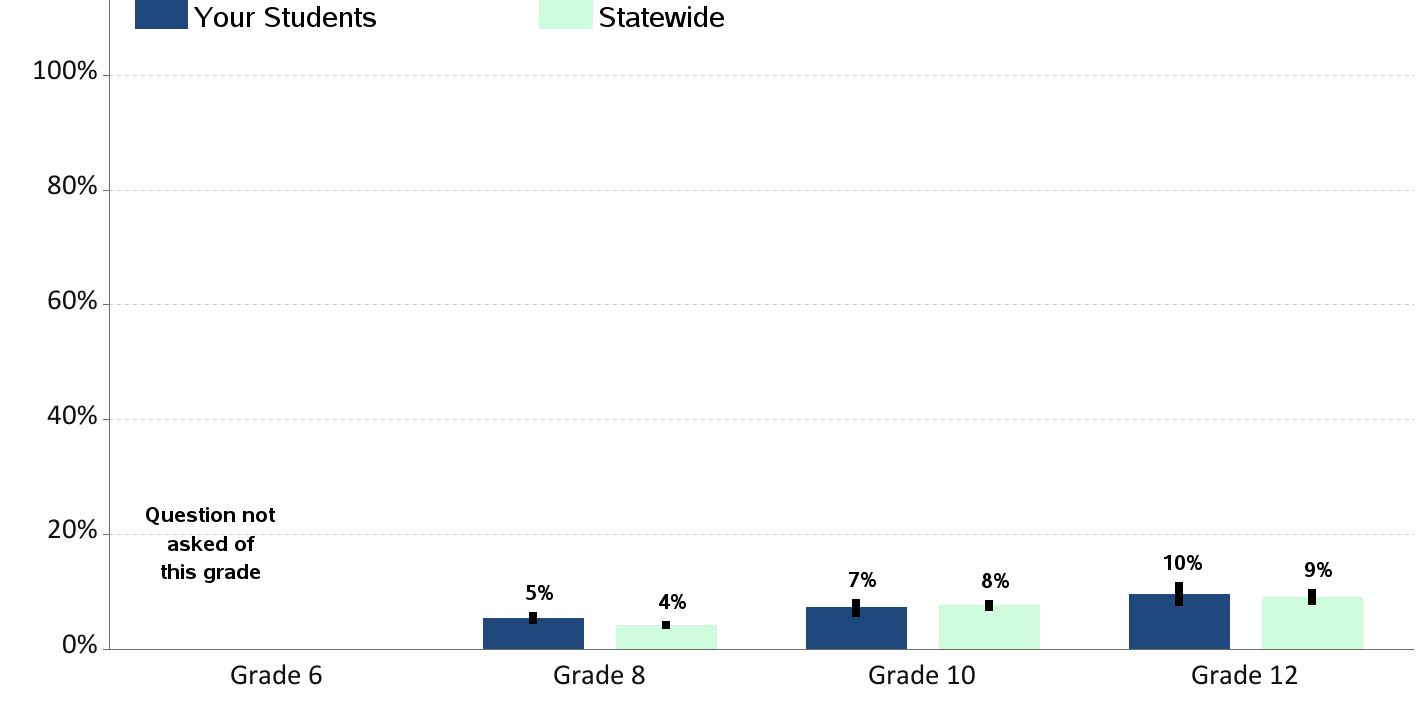 Your Students Statewide
100%
80%
60%
40%
20%
0%
Question not
asked of
this grade
5% 4% 7% 8% 10% 9%
Grade 6 Grade 8 Grade 10 Grade 12